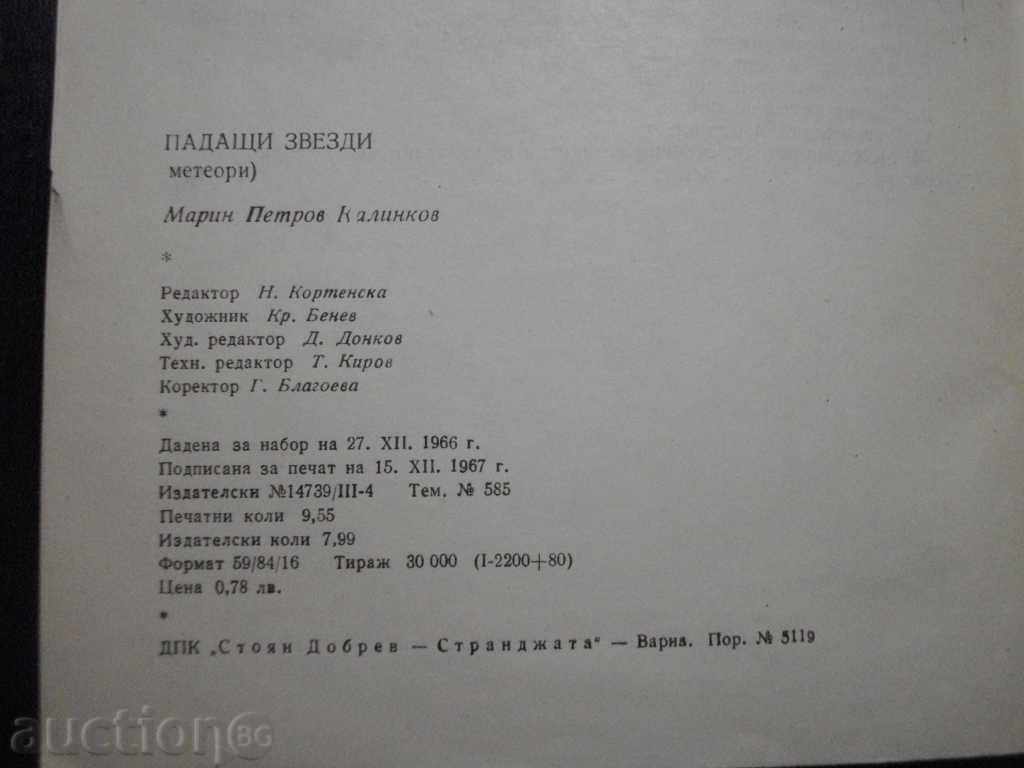 ПАДАЩИ ЗВЕЗДИ
метеори)
Марин Петров Калинков
*
Редактор Н. Кортенска
Художник Кр. Бенев
Худ. редактор Д. Донков
Техн. редактор Т. Киров
Коректор Г. Благоева
*
Дадена за набор на 27. XII. 1966 г.
Подписана за печат на 15. XII. 1967 г.
Издателски №14739/III-4 Тем. № 585
Печатни коли 9,55
Издателски коли 7,99
Формат 59/84/16 Тираж 30 000 (I-2200+80)
Цена 0,78 лв.
*
ДПК „Стоян Добрев — Странджата“ — Варна. Пор. № 5119
auctionBG